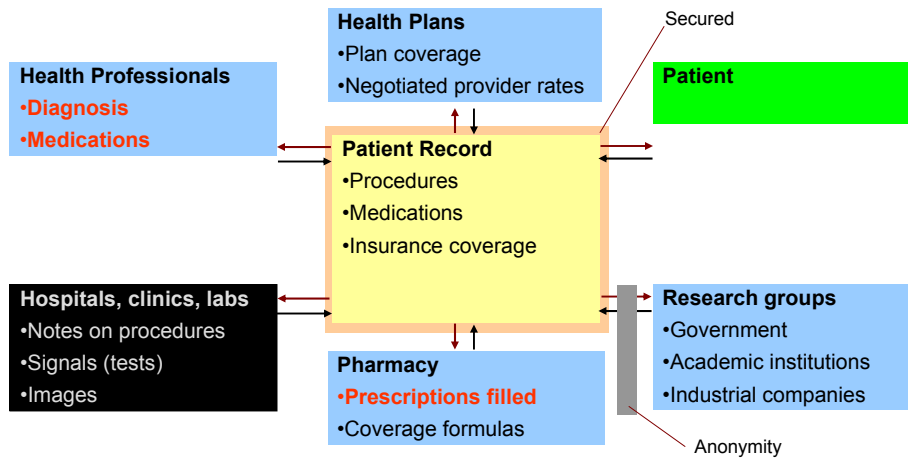 Health Plans
•Plan coverage
•Negotiated provider rates
Secured
Health Professionals
•Diagnosis
•Medications
Patient
Patient Record
•Procedures
•Medications
•Insurance coverage
Hospitals, clinics, labs
•Notes on procedures
•Signals (tests)
•Images
Pharmacy
•Prescriptions filled
•Coverage formulas
Research groups
•Government
•Academic institutions
•Industrial companies
Anonymity